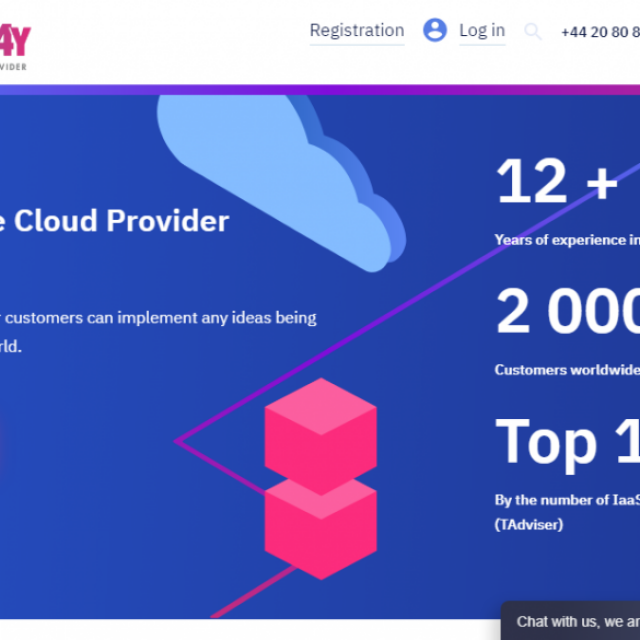 4Y
VIDER
Registration
Log in
+44 20 80 8
e Cloud Provider
customers can implement any ideas being
rld.
12 +
Years of experience in
2 000
Customers worldwide
Top 1
By the number of IaaS
(TAdviser)
Chat with us, we ar